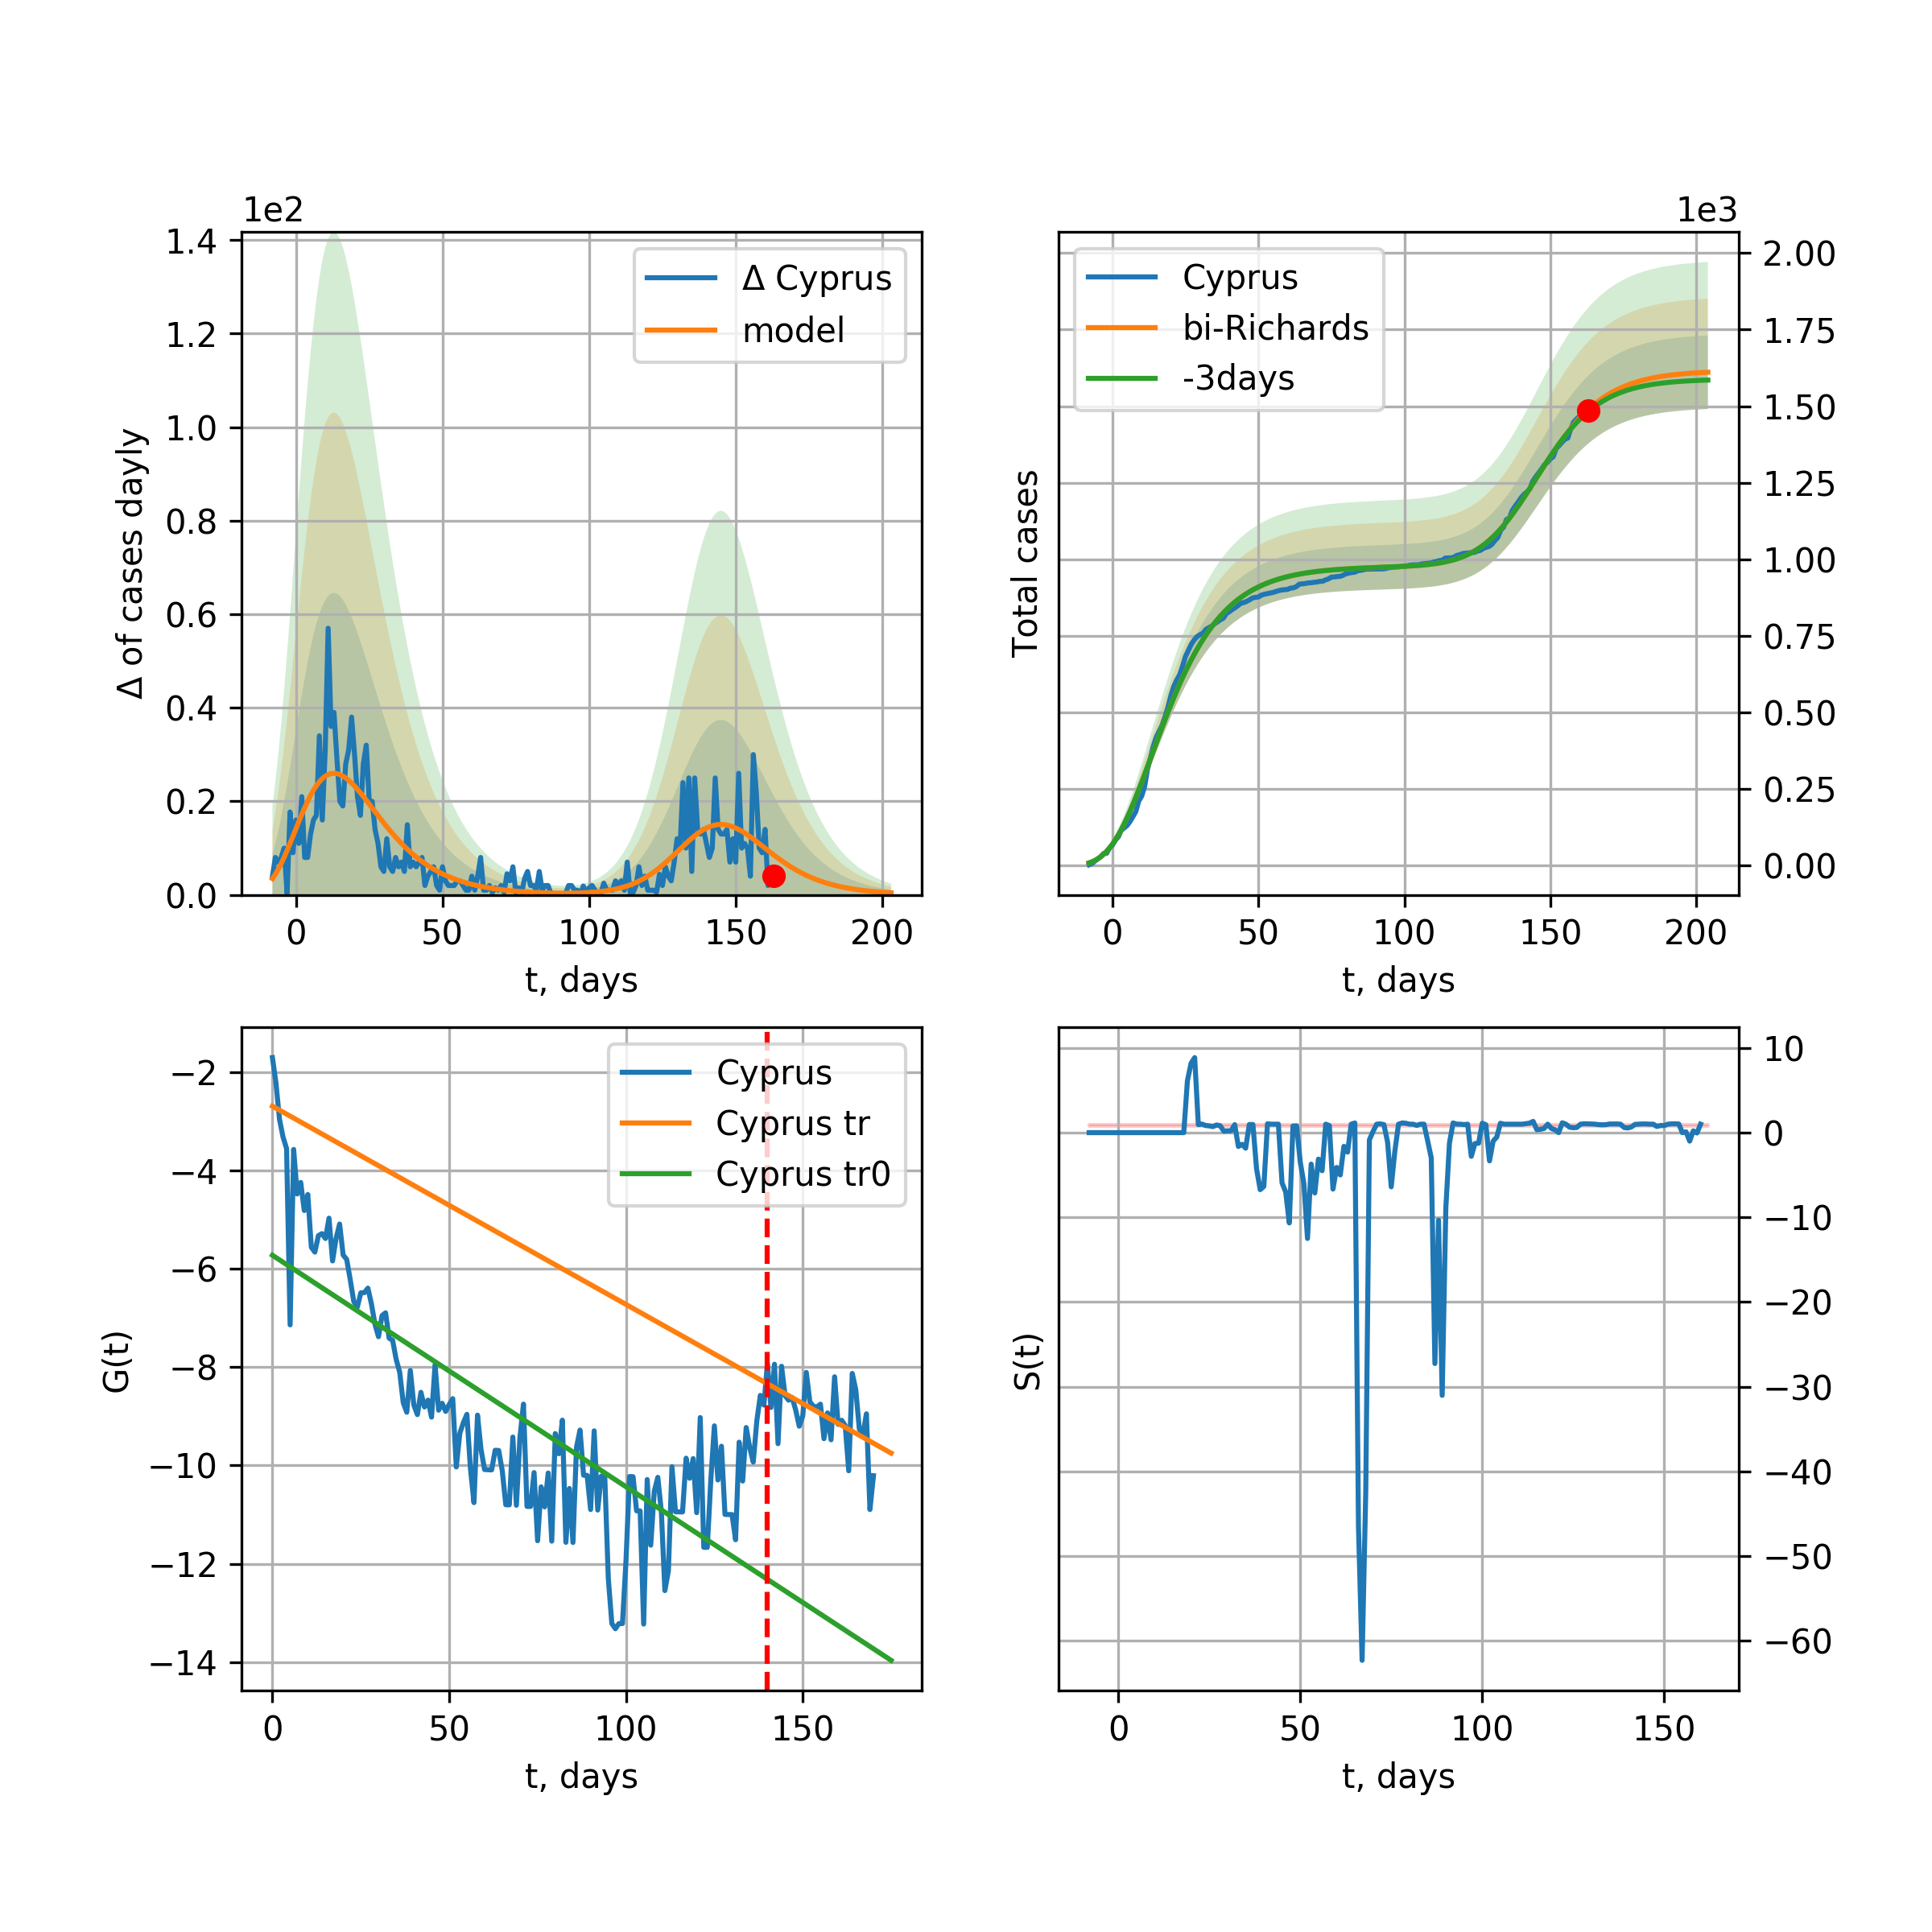 1e2
1.4
1.2
1.0
0.8
0.6
0.4
0.2
0.0
Δ of cases dayly
Δ Cyprus
model
0 50 100 150 200
t, days
1e3
2.00
1.75
1.50
1.25
1.00
0.75
0.50
0.25
0.00
Total cases
Cyprus
bi-Richards
-3days
0 50 100 150 200
t, days
−2
−4
−6
−8
−10
−12
−14
G(t)
Cyprus
Cyprus tr
Cyprus tr0
0 50 100 150
t, days
10
0
−10
−20
−30
−40
−50
−60
S(t)
0 50 100 150
t, days